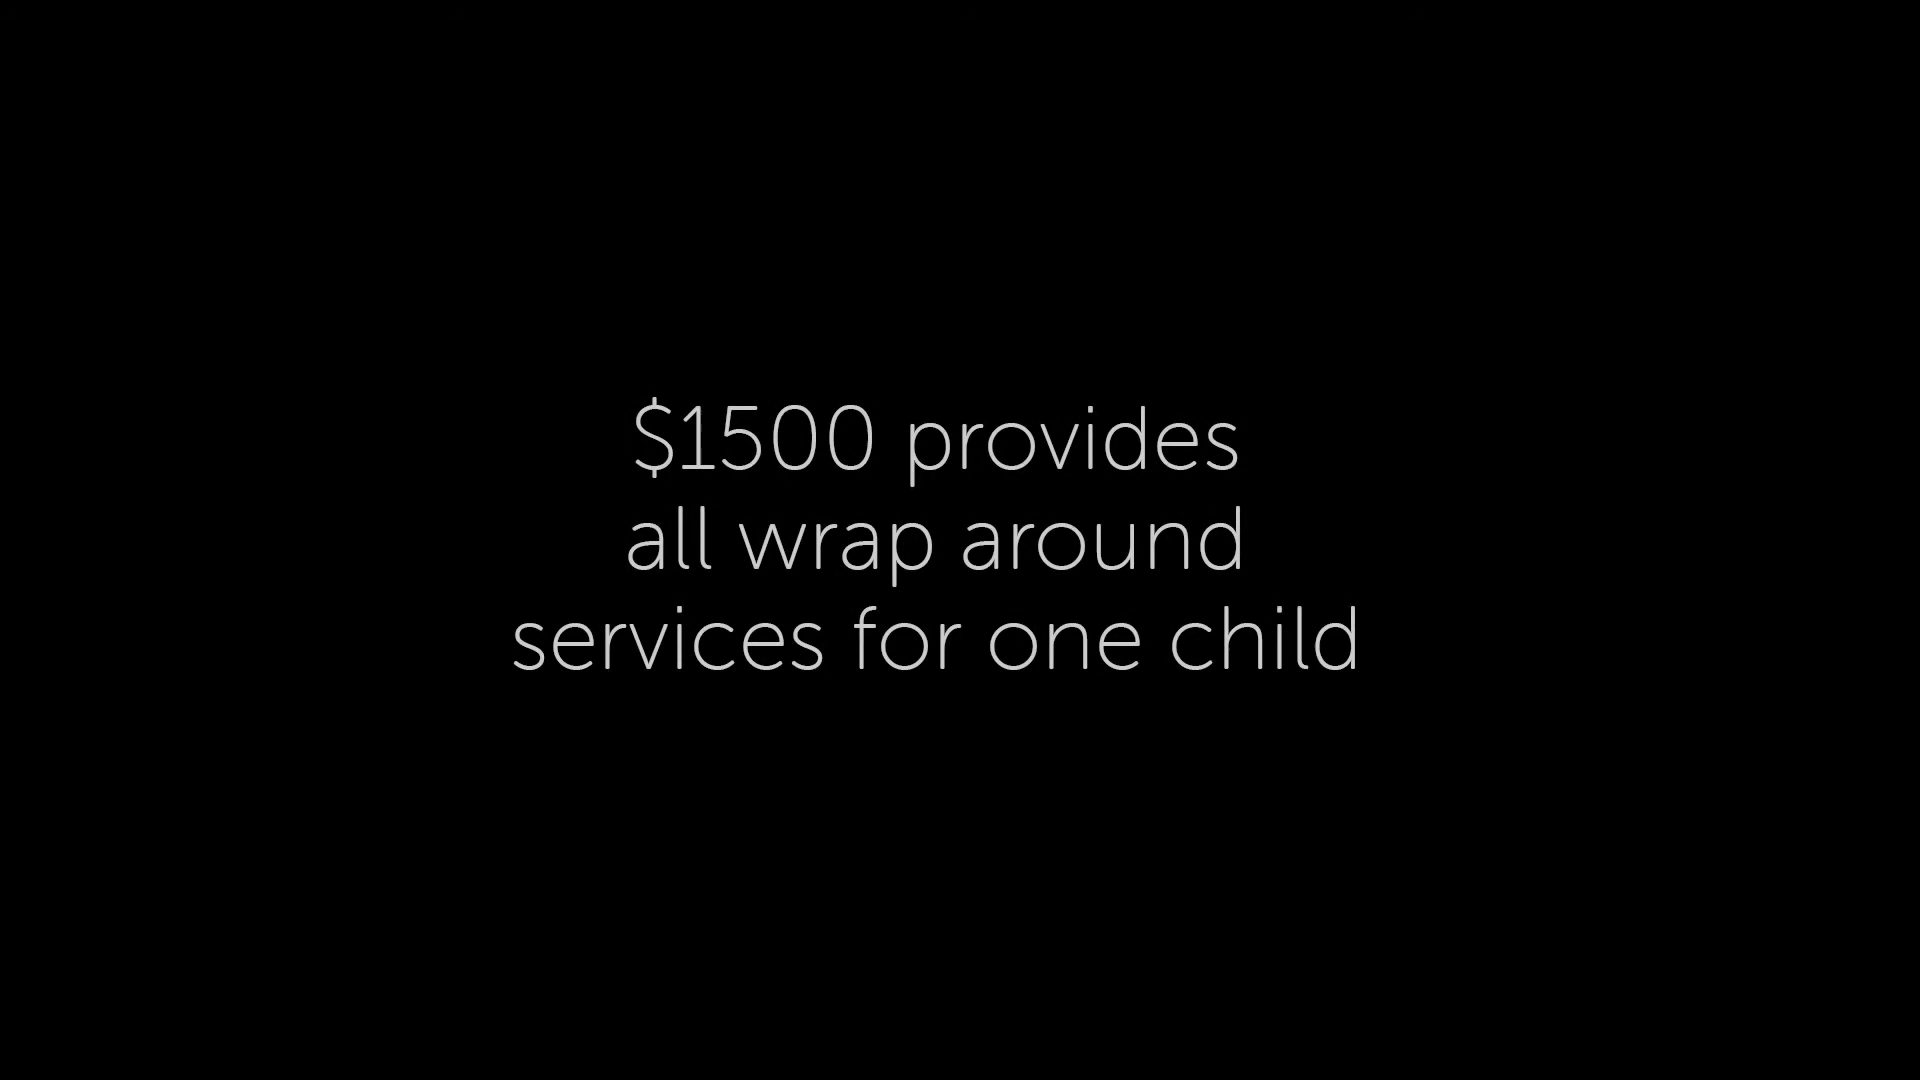 $1500 provides
all wrap around
services for one child